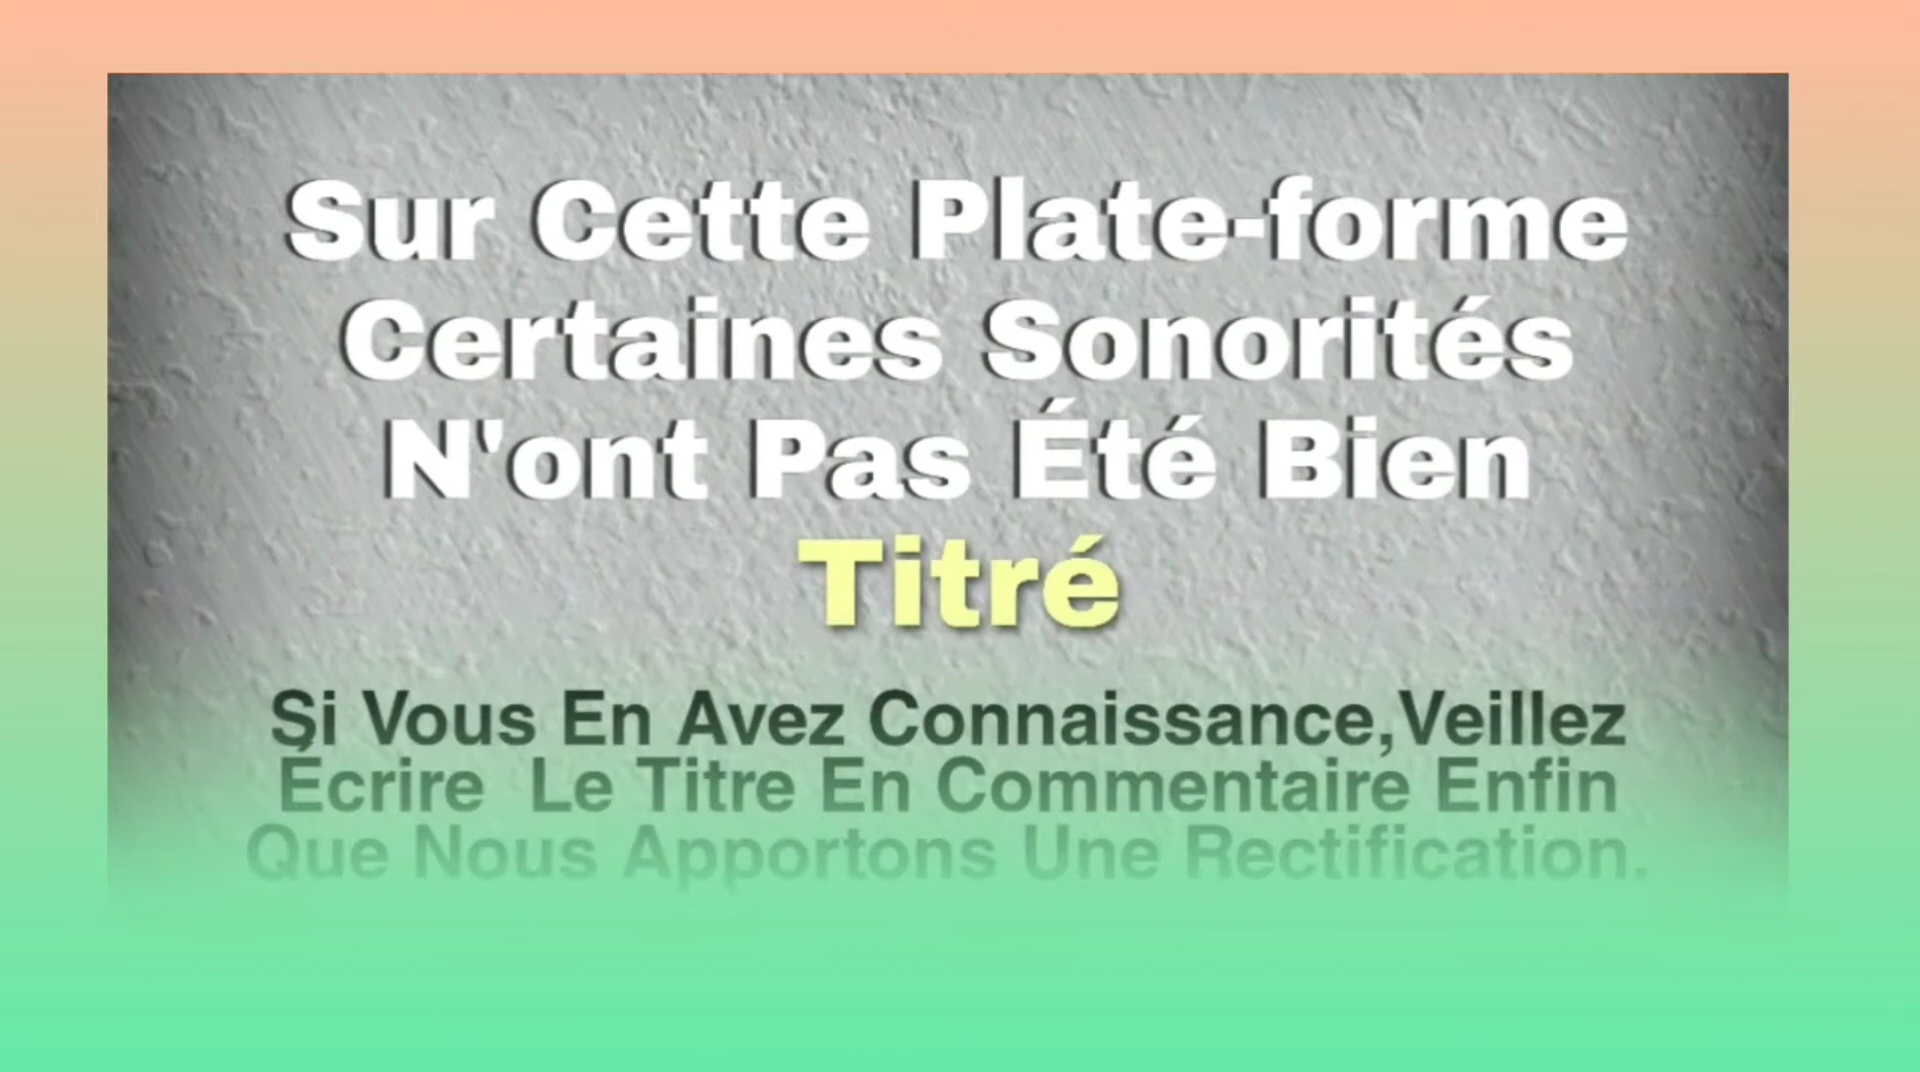 Sur Cette Plate-forme
Certaines Sonorités
N'ont Pas Été Bien
Titré
Si Vous En Avez Connaissance,Veillez
Écrire  Le Titre En Commentaire Enfin
Que Nous Apportons Une Rectification.